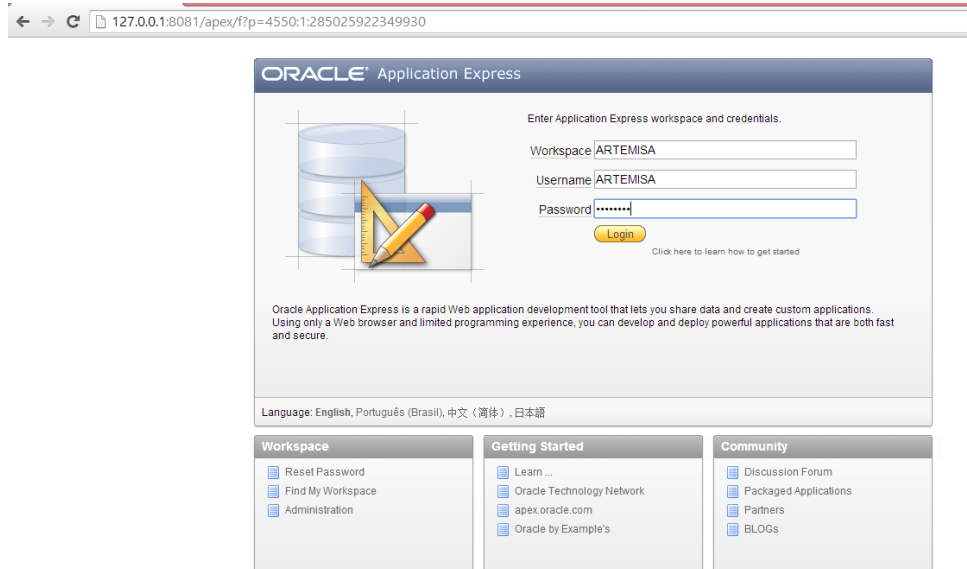 127.0.0.1:8081/apex/f?p=4550:1:285025922349930
ORACLE® Application Express
Enter Application Express workspace and credentials.
Workspace ARTEMISA
Username ARTEMISA
Password ••••••••
Login
Click here to learn how to get started
Oracle Application Express is a rapid Web application development tool that lets you share data and create custom applications.
Using only a Web browser and limited programming experience, you can develop and deploy powerful applications that are both fast
and secure.
Language: English, Português (Brasil), 中文（简体）, 日本語
Workspace
Reset Password
Find My Workspace
Administration
Getting Started
Learn ...
Oracle Technology Network
apex.oracle.com
Oracle by Example's
Community
Discussion Forum
Packaged Applications
Partners
BLOGs